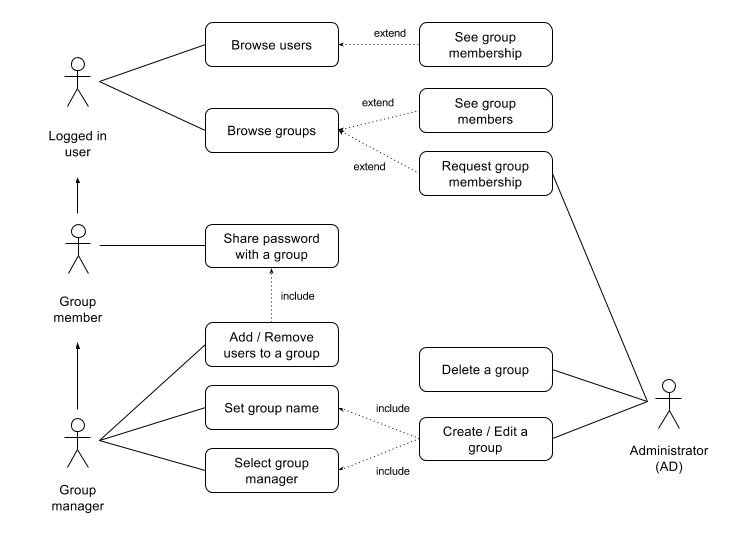 Browse users
extend
See group
membership
Logged in
user
Browse groups
extend
See group
members
extend
Request group
membership
Group
member
Share password
with a group
include
Add / Remove
users to a group
Delete a group
Set group name
include
Create / Edit a
group
Administrator
(AD)
include
Select group
manager
Group
manager